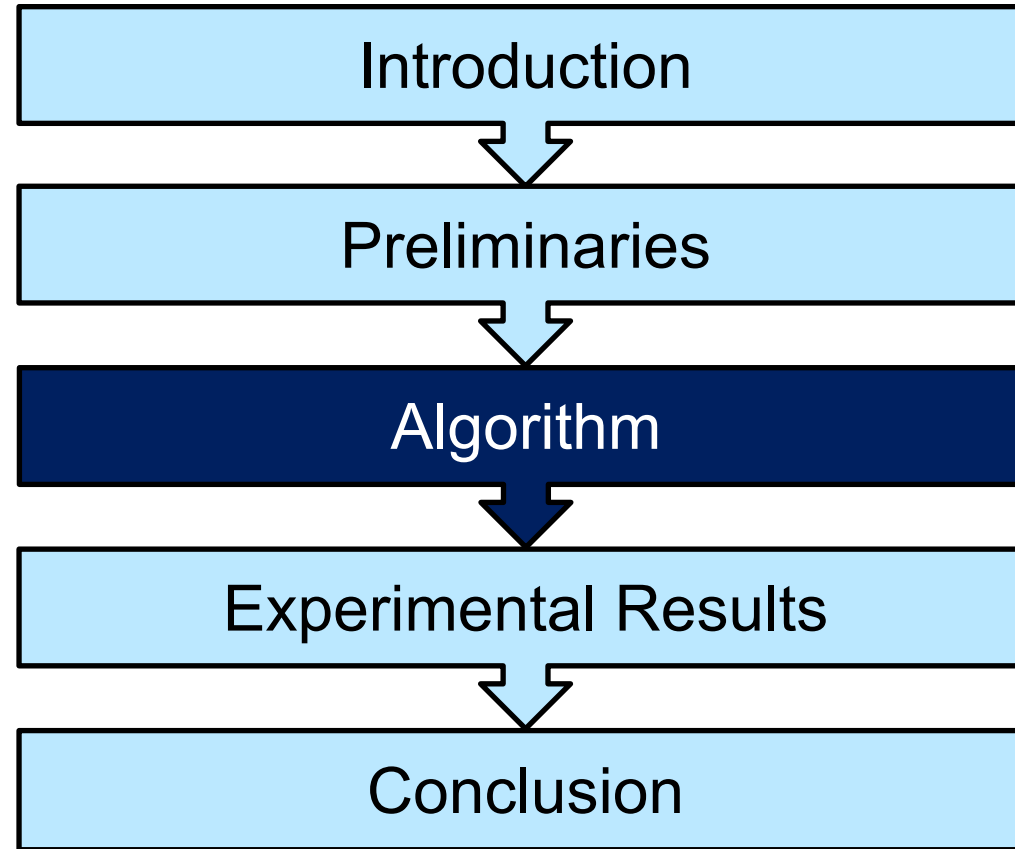 Introduction
Preliminaries
Algorithm
Experimental Results
Conclusion